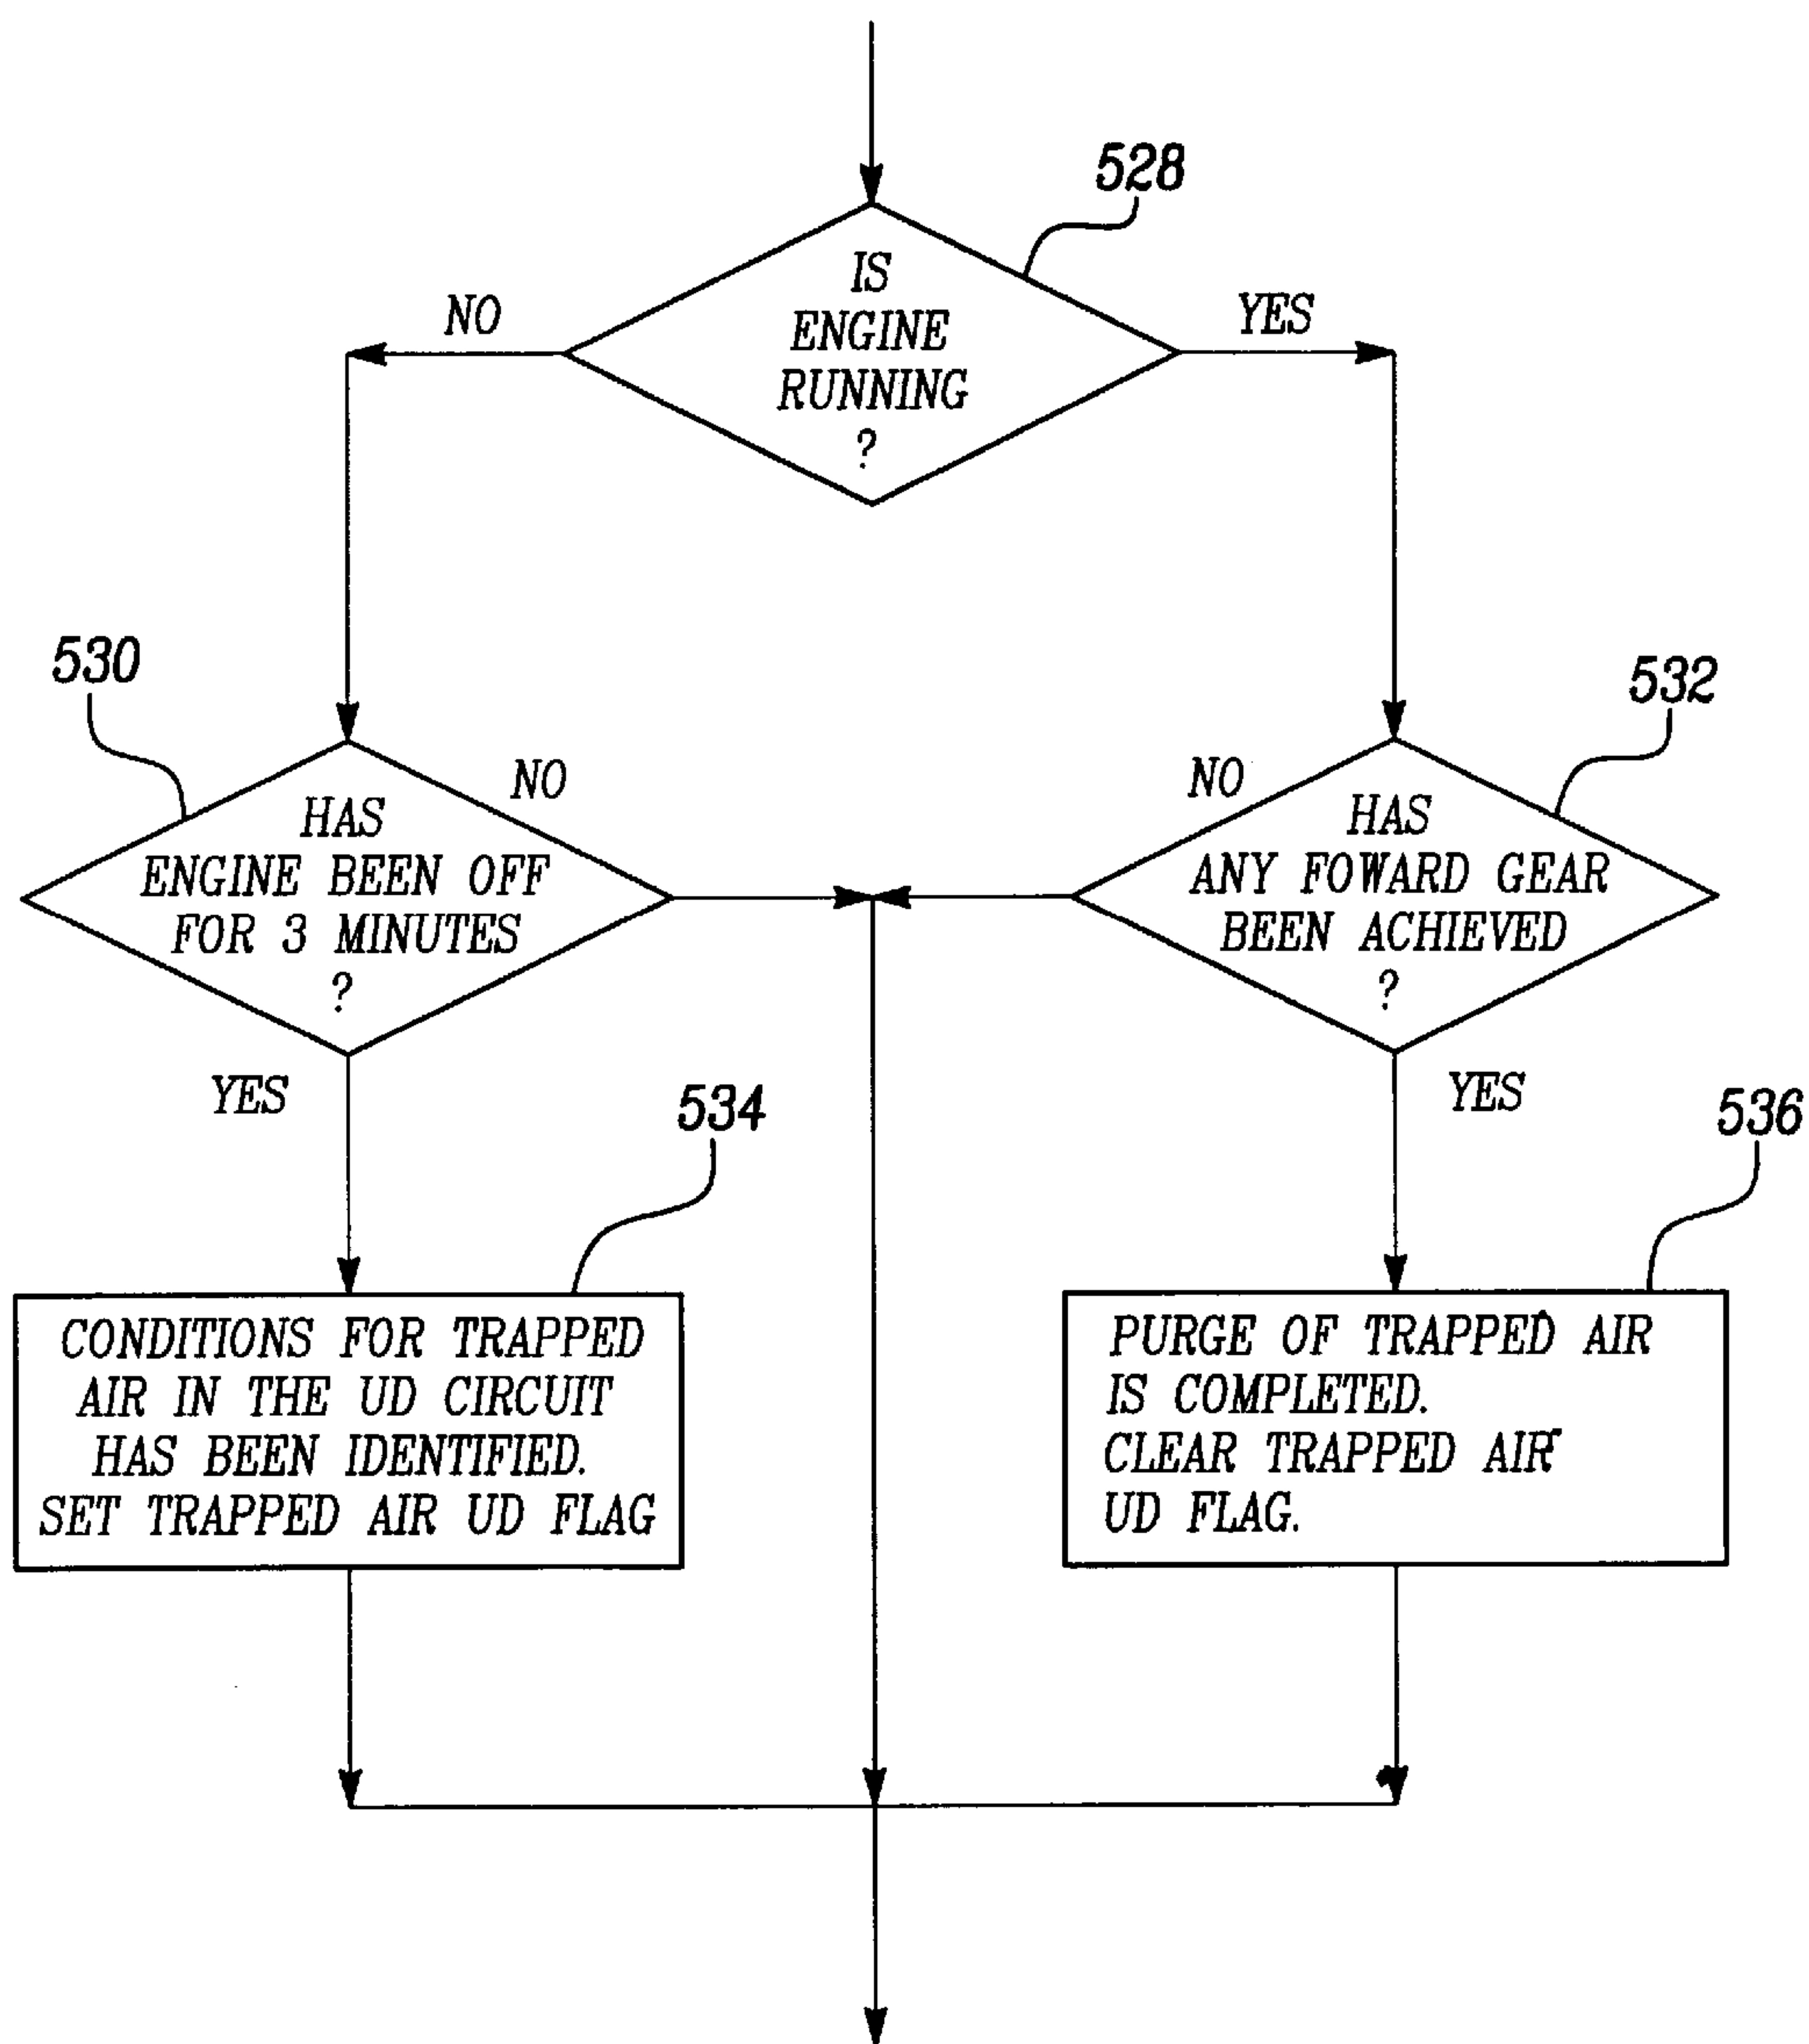 528
IS
ENGINE
RUNNING
?
NO
YES
530
532
HAS
ENGINE BEEN OFF
FOR 3 MINUTES
?
NO
YES
NO
HAS
ANY FOWARD GEAR
BEEN ACHIEVED
?
YES
534
536
CONDITIONS FOR TRAPPED
AIR IN THE UD CIRCUIT
HAS BEEN IDENTIFIED.
SET TRAPPED AIR UD FLAG
PURGE OF TRAPPED AIR
IS COMPLETED.
CLEAR TRAPPED AIR
UD FLAG.